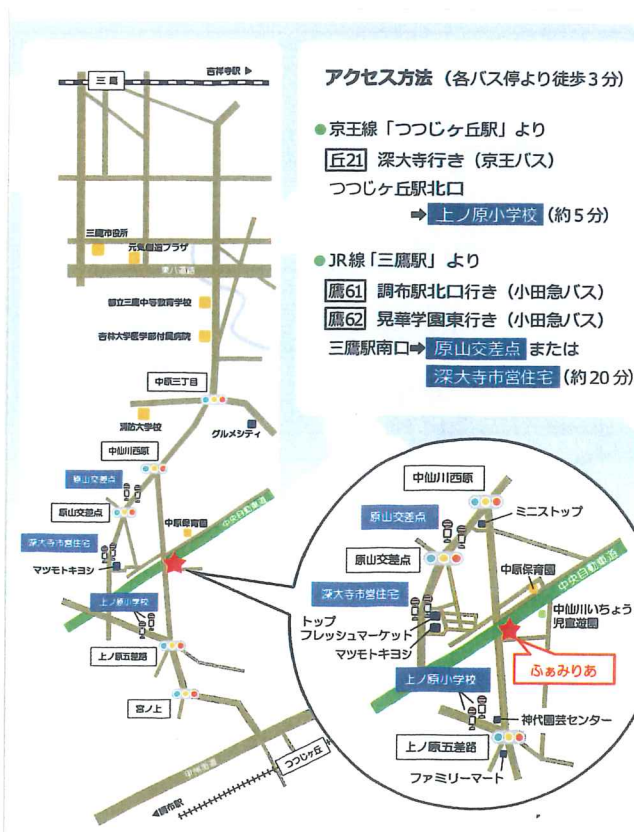 アクセス方法 (各バス停より徒歩3分)
●京王線「つつじヶ丘駅」より
丘21 深大寺行き (京王バス)
つつじヶ丘駅北口
➡ 上ノ原小学校 (約5分)
●JR線「三鷹駅」より
鷹61 調布駅北口行き (小田急バス)
鷹62 晃華学園東行き (小田急バス)
三鷹駅南口➡ 原山交差点 または
深大寺市営住宅 (約20分)
吉祥寺駅 ▶
三鷹
三鷹市役所
元気創造プラザ
東八道路
都立三鷹中等教育学校
杏林大学医学部付属病院
中原三丁目
消防大学校
グルメシティ
中仙川西原
原山交差点
原山交差点
中原保育園
中央自動車道
深大寺市営住宅
マツモトキヨシ
上ノ原小学校
上ノ原五差路
宮ノ上
つつじヶ丘
甲州街道
◀調布駅
中仙川西原
ミニストップ
原山交差点
原山交差点
中央自動車道
中原保育園
深大寺市営住宅
中仙川いちょう
児童遊園
トップ
フレッシュマーケット
マツモトキヨシ
ふぁみりあ
上ノ原小学校
神代園芸センター
上ノ原五差路
ファミリーマート